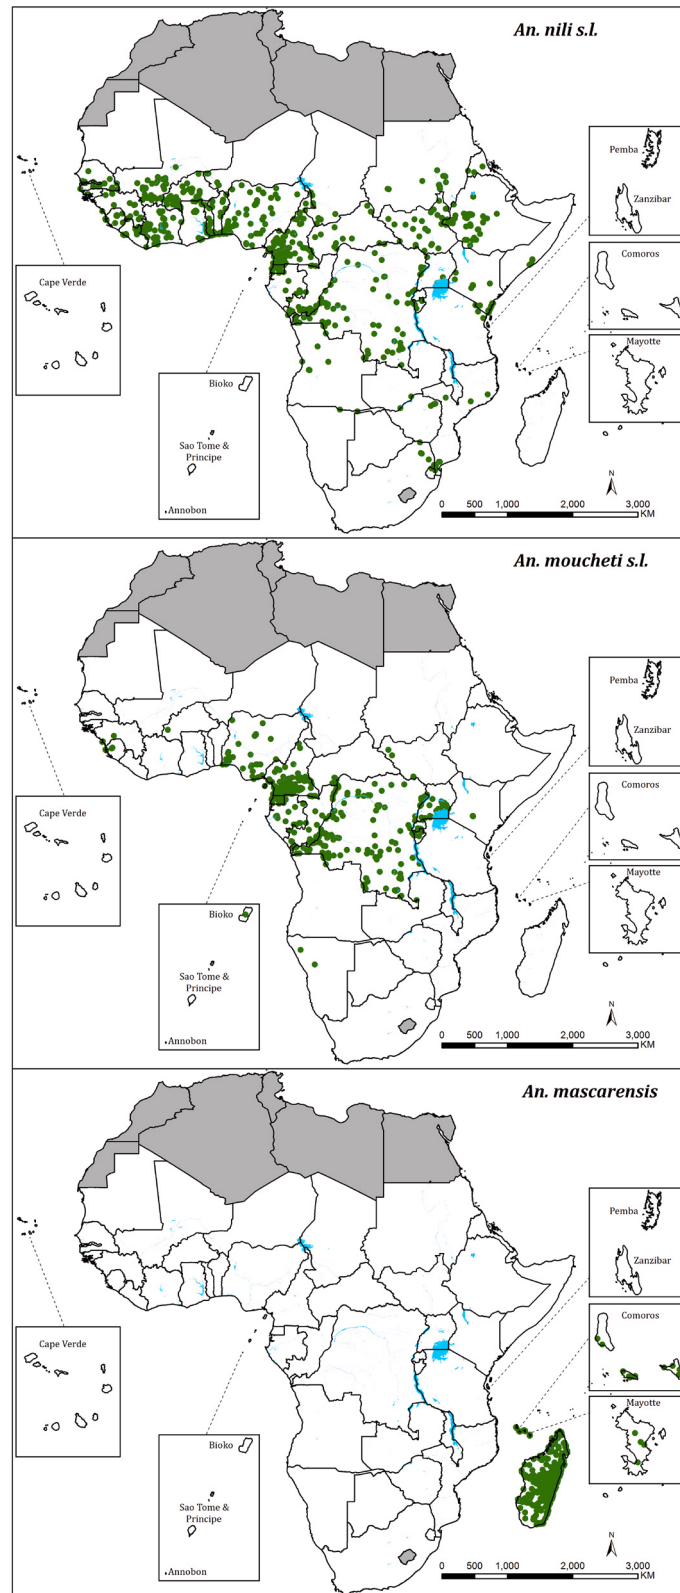 An. nili s.l.
Pemba
Zanzibar
Comoros
Cape Verde
Mayotte
Bioko
Sao Tome &
Principe
Annobon
N
0 500 1,000 2,000 3,000
KM
An. moucheti s.l.
Pemba
Zanzibar
Comoros
Cape Verde
Mayotte
Bioko
Sao Tome &
Principe
Annobon
N
0 500 1,000 2,000 3,000
KM
An. mascarensis
Pemba
Zanzibar
Comoros
Cape Verde
Mayotte
Bioko
Sao Tome &
Principe
Annobon
N
0 500 1,000 2,000 3,000
KM